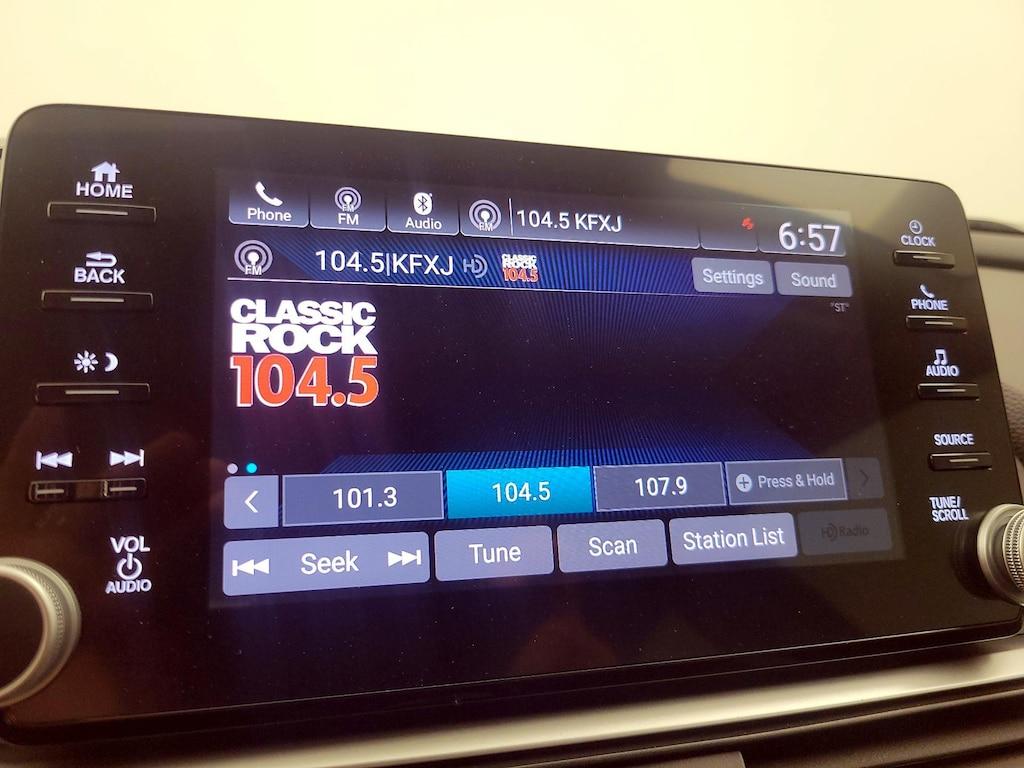 HOME
BACK
VOL
AUDIO
Phone
FM
Audio
FM
104.5 KFXJ
6:57
FM
104.5|KFXJ HD
CLASSIC
ROCK
104.5
Settings
Sound
"ST"
CLASSIC
ROCK
104.5
101.3
104.5
107.9
Press & Hold
Seek
Tune
Scan
Station List
HD Radio
CLOCK
PHONE
AUDIO
SOURCE
TUNE/
SCROLL